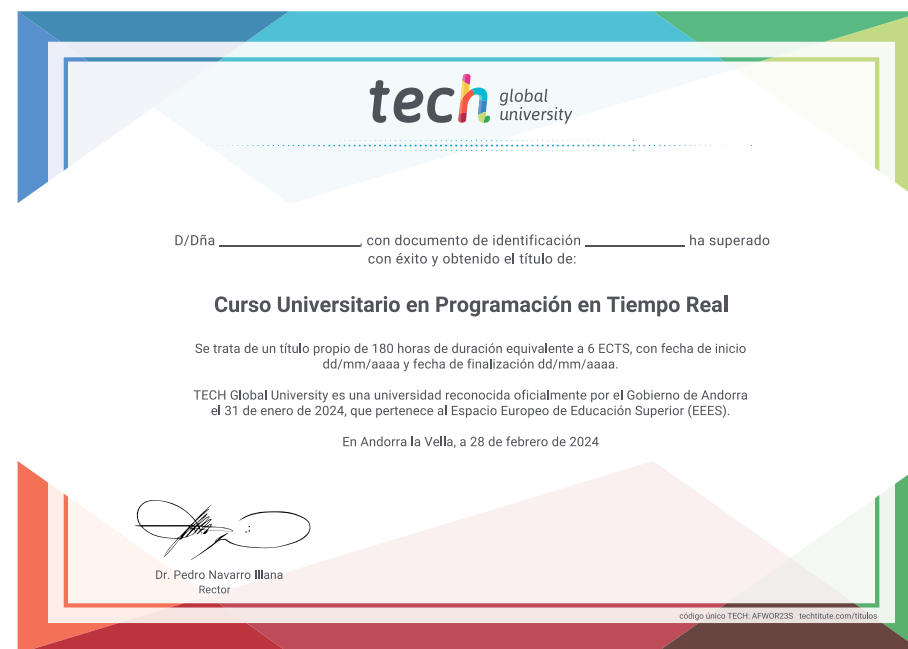 tech global
university
D/Dña ____________________, con documento de identificación ______________ ha superado
con éxito y obtenido el título de:
Curso Universitario en Programación en Tiempo Real
Se trata de un título propio de 180 horas de duración equivalente a 6 ECTS, con fecha de inicio
dd/mm/aaaa y fecha de finalización dd/mm/aaaa.
TECH Global University es una universidad reconocida oficialmente por el Gobierno de Andorra
el 31 de enero de 2024, que pertenece al Espacio Europeo de Educación Superior (EEES).
En Andorra la Vella, a 28 de febrero de 2024
Dr. Pedro Navarro Illana
Rector
código único TECH: AFWOR23S techtitute.com/titulos